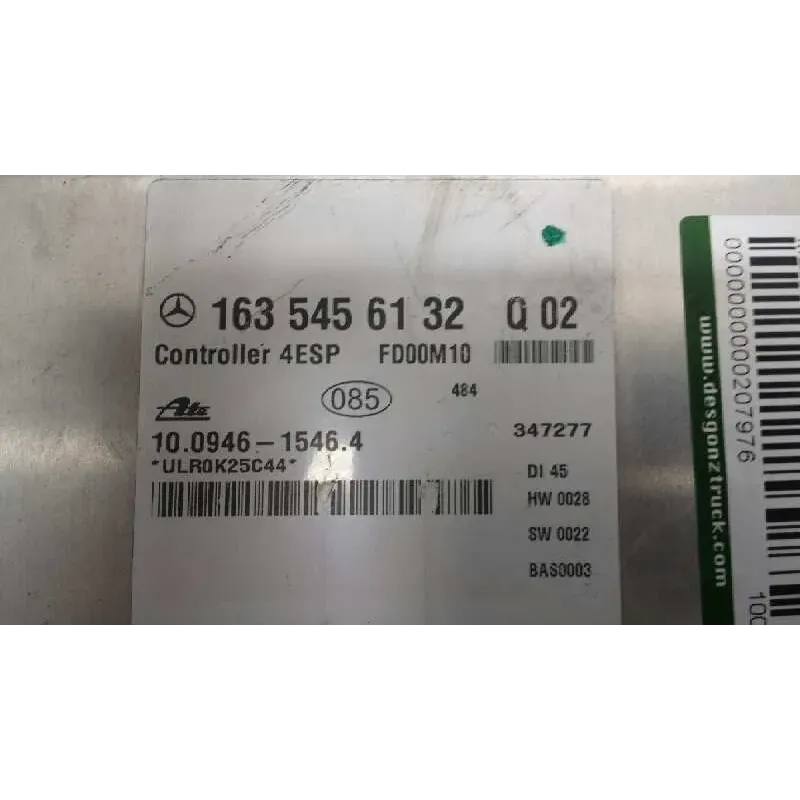 163 545 61 32 Q 02
Controller 4ESP FD00M10
085 484
Ate
10.0946-1546.4 347277
*ULR0K25C44*
DI 45
HW 0028
SW 0022
BAS0003
www.desgonztruck.com
0000000000207976